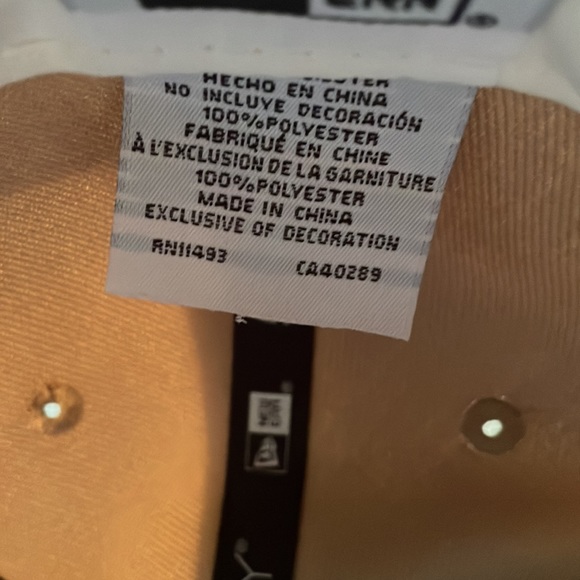 HECHO EN CHINA
NO INCLUYE DECORACIÓN
100%POLYESTER
FABRIQUÉ EN CHINE
À L'EXCLUSION DE LA GARNITURE
100%POLYESTER
MADE IN CHINA
EXCLUSIVE OF DECORATION
RN11493 CA40289